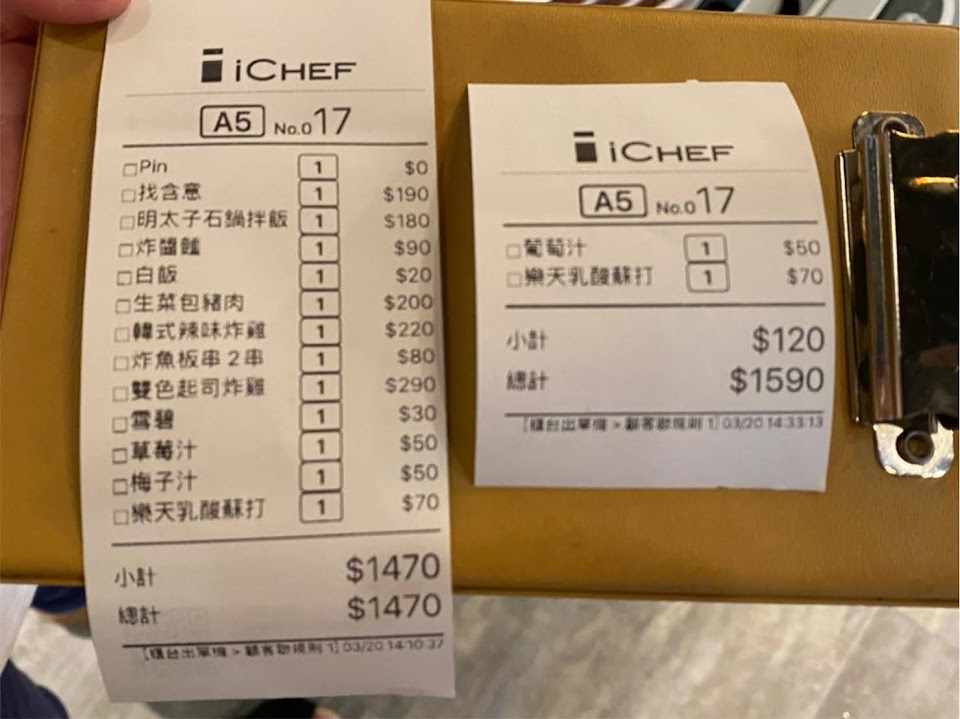 iCHEF
A5 No.017
□Pin 1 $0
□找含意 1 $190
□明太子石鍋拌飯 1 $180
□炸醬麵 1 $90
□白飯 1 $20
□生菜包豬肉 1 $200
□韓式辣味炸雞 1 $220
□炸魚板串2串 1 $80
□雙色起司炸雞 1 $290
□雪碧 1 $30
□草莓汁 1 $50
□梅子汁 1 $50
□樂天乳酸蘇打 1 $70
小計 $1470
總計 $1470
[櫃台出單機 > 顧客聯規則 1] 03/20 14:10:37
iCHEF
A5 No.017
□葡萄汁 1 $50
□樂天乳酸蘇打 1 $70
小計 $120
總計 $1590
[櫃台出單機 > 顧客聯規則 1] 03/20 14:33:13